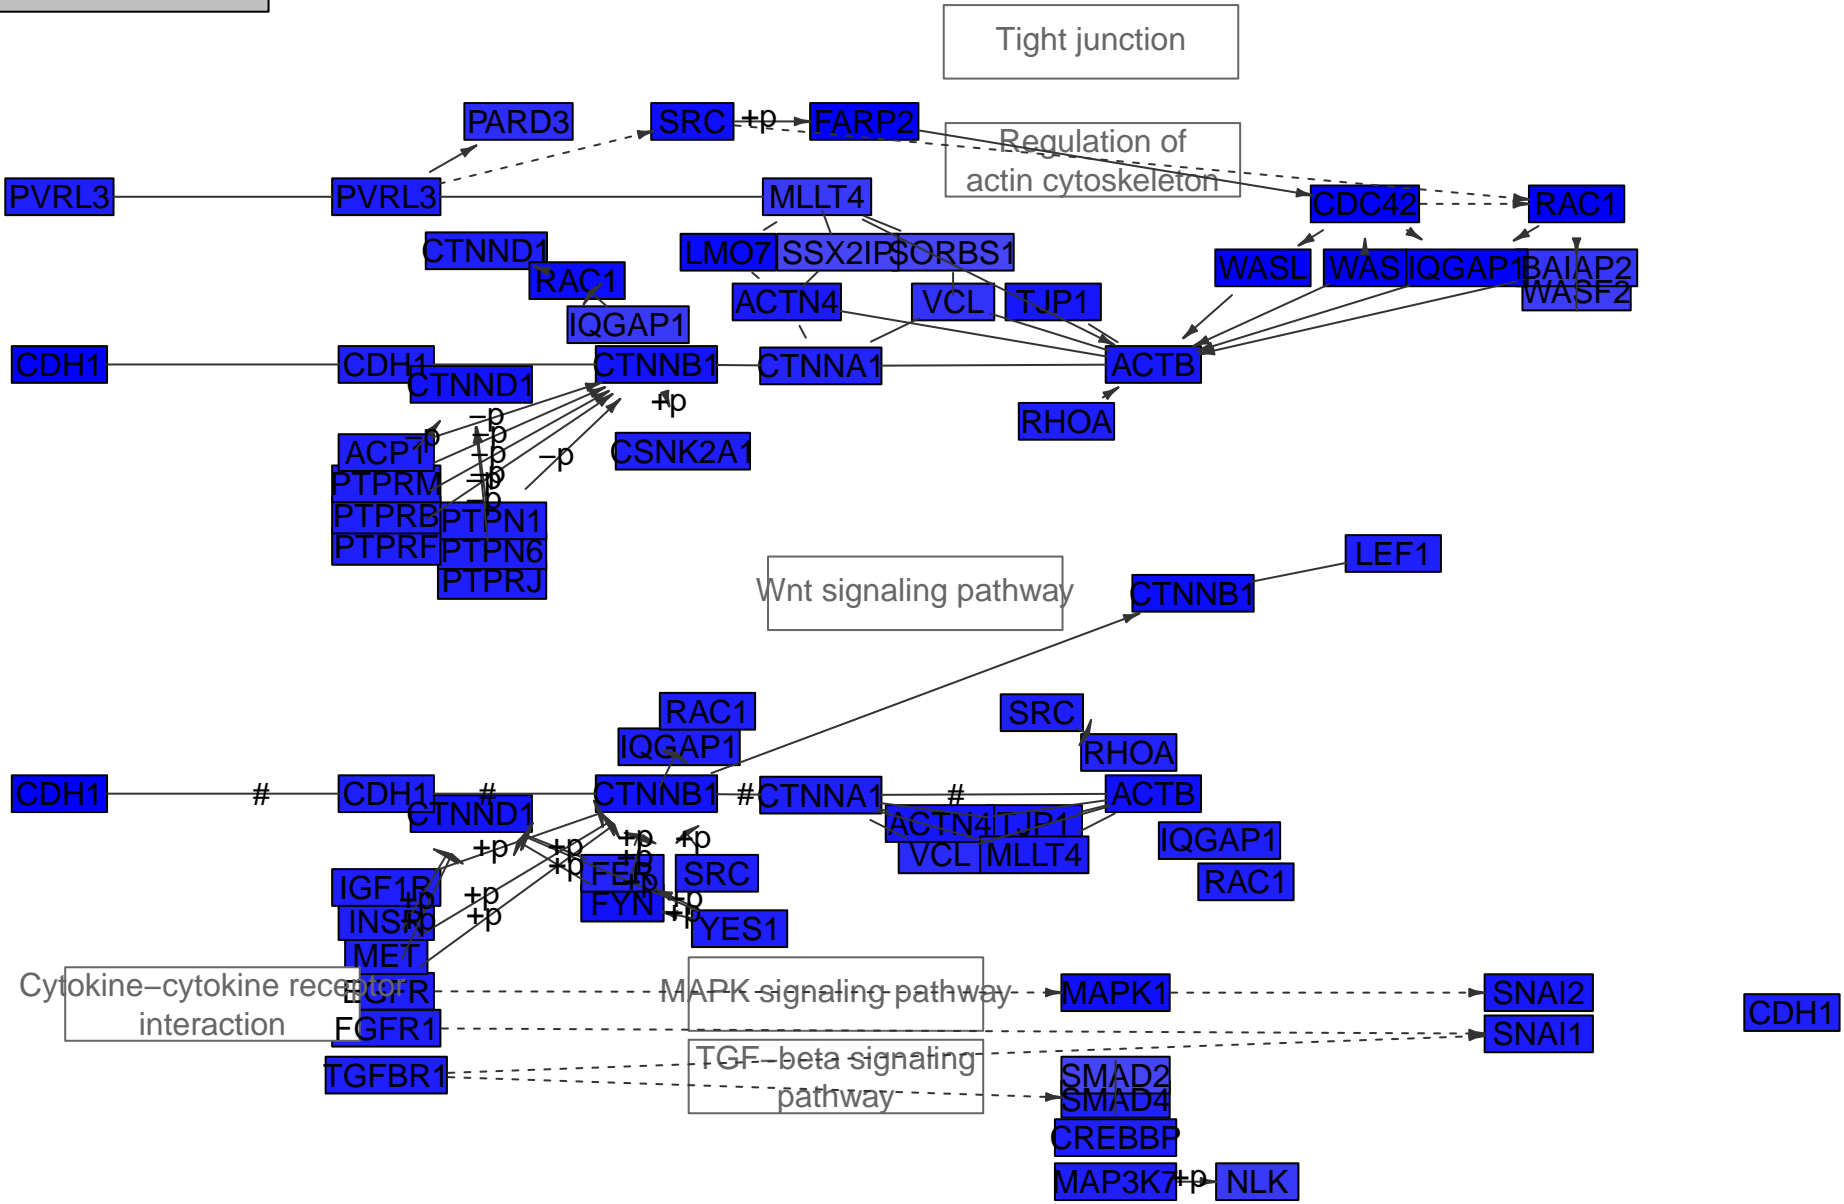 Tight junction
PARD3
SRC
+p
FARP2
Regulation of
actin cytoskeleton
PVRL3
PVRL3
MLLT4
CDC42
RAC1
CTNND1
LMO7
SSX2IP
SORBS1
WASL
WAS
IQGAP1
BAIAP2
WASF2
RAC1
ACTN4
VCL
TJP1
IQGAP1
CDH1
CDH1
CTNND1
CTNNB1
CTNNA1
ACTB
+p
RHOA
−p
−p
−p
ACP1
−p
−p
CSNK2A1
−p
−p
−p
PTPRM
PTPRB
PTPN1
PTPRF
PTPN6
PTPRJ
LEF1
Wnt signaling pathway
CTNNB1
RAC1
SRC
IQGAP1
RHOA
CDH1
#
CDH1
#
CTNNB1
#
CTNNA1
#
ACTB
CTNND1
ACTN4
TJP1
IQGAP1
+p
+p
+p
+p
+p
+p
VCL
MLLT4
FER
SRC
RAC1
IGF1R
+p
+p
+p
FYN
+p
INSR
+p
+p
+p
YES1
MET
Cytokine−cytokine receptor
interaction
EGFR
MAPK signaling pathway
MAPK1
SNAI2
CDH1
FGFR1
SNAI1
TGF−beta signaling
pathway
TGFBR1
SMAD2
SMAD4
CREBBP
MAP3K7
+p
NLK